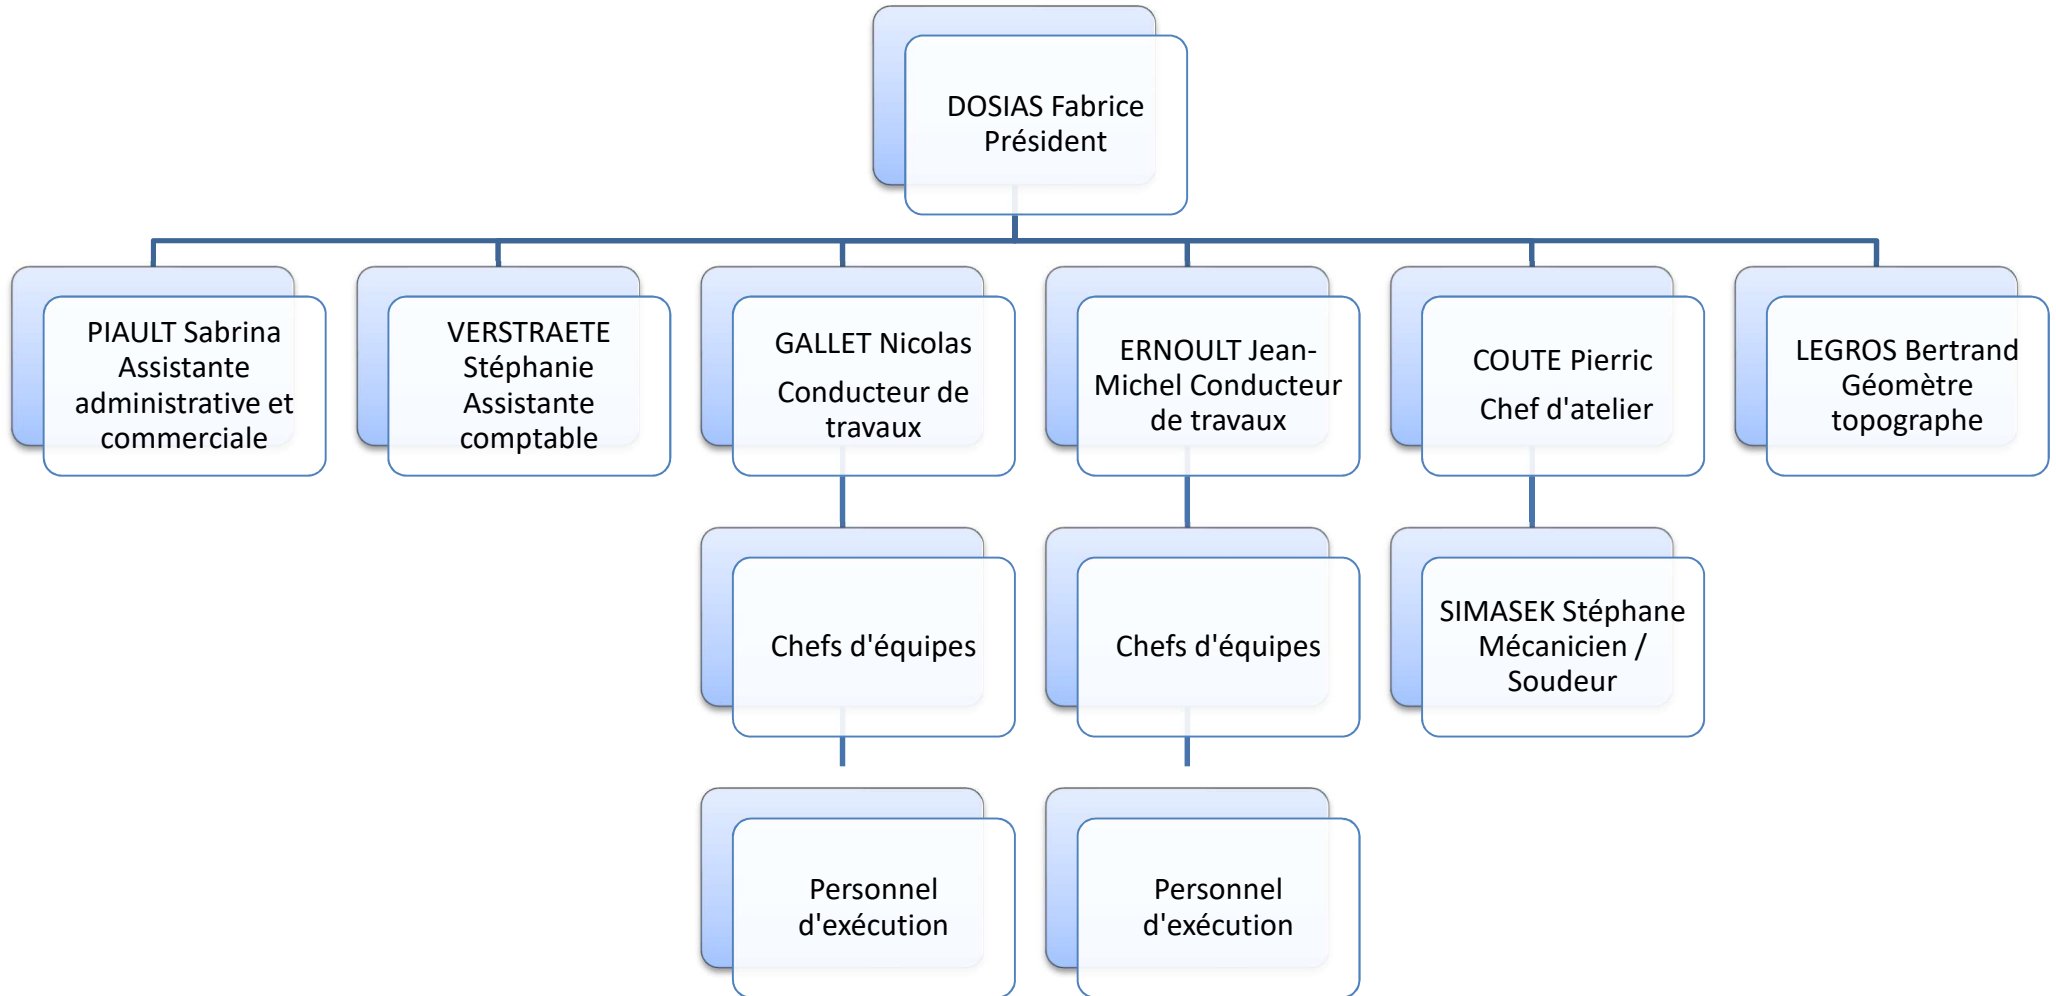 DOSIAS Fabrice
Président
PIAULT Sabrina
Assistante
administrative et
commerciale
VERSTRAETE
Stéphanie
Assistante
comptable
GALLET Nicolas
Conducteur de
travaux
ERNOULT Jean-
Michel Conducteur
de travaux
COUTE Pierric
Chef d'atelier
LEGROS Bertrand
Géomètre
topographe
Chefs d'équipes
Chefs d'équipes
SIMASEK Stéphane
Mécanicien /
Soudeur
Personnel
d'exécution
Personnel
d'exécution